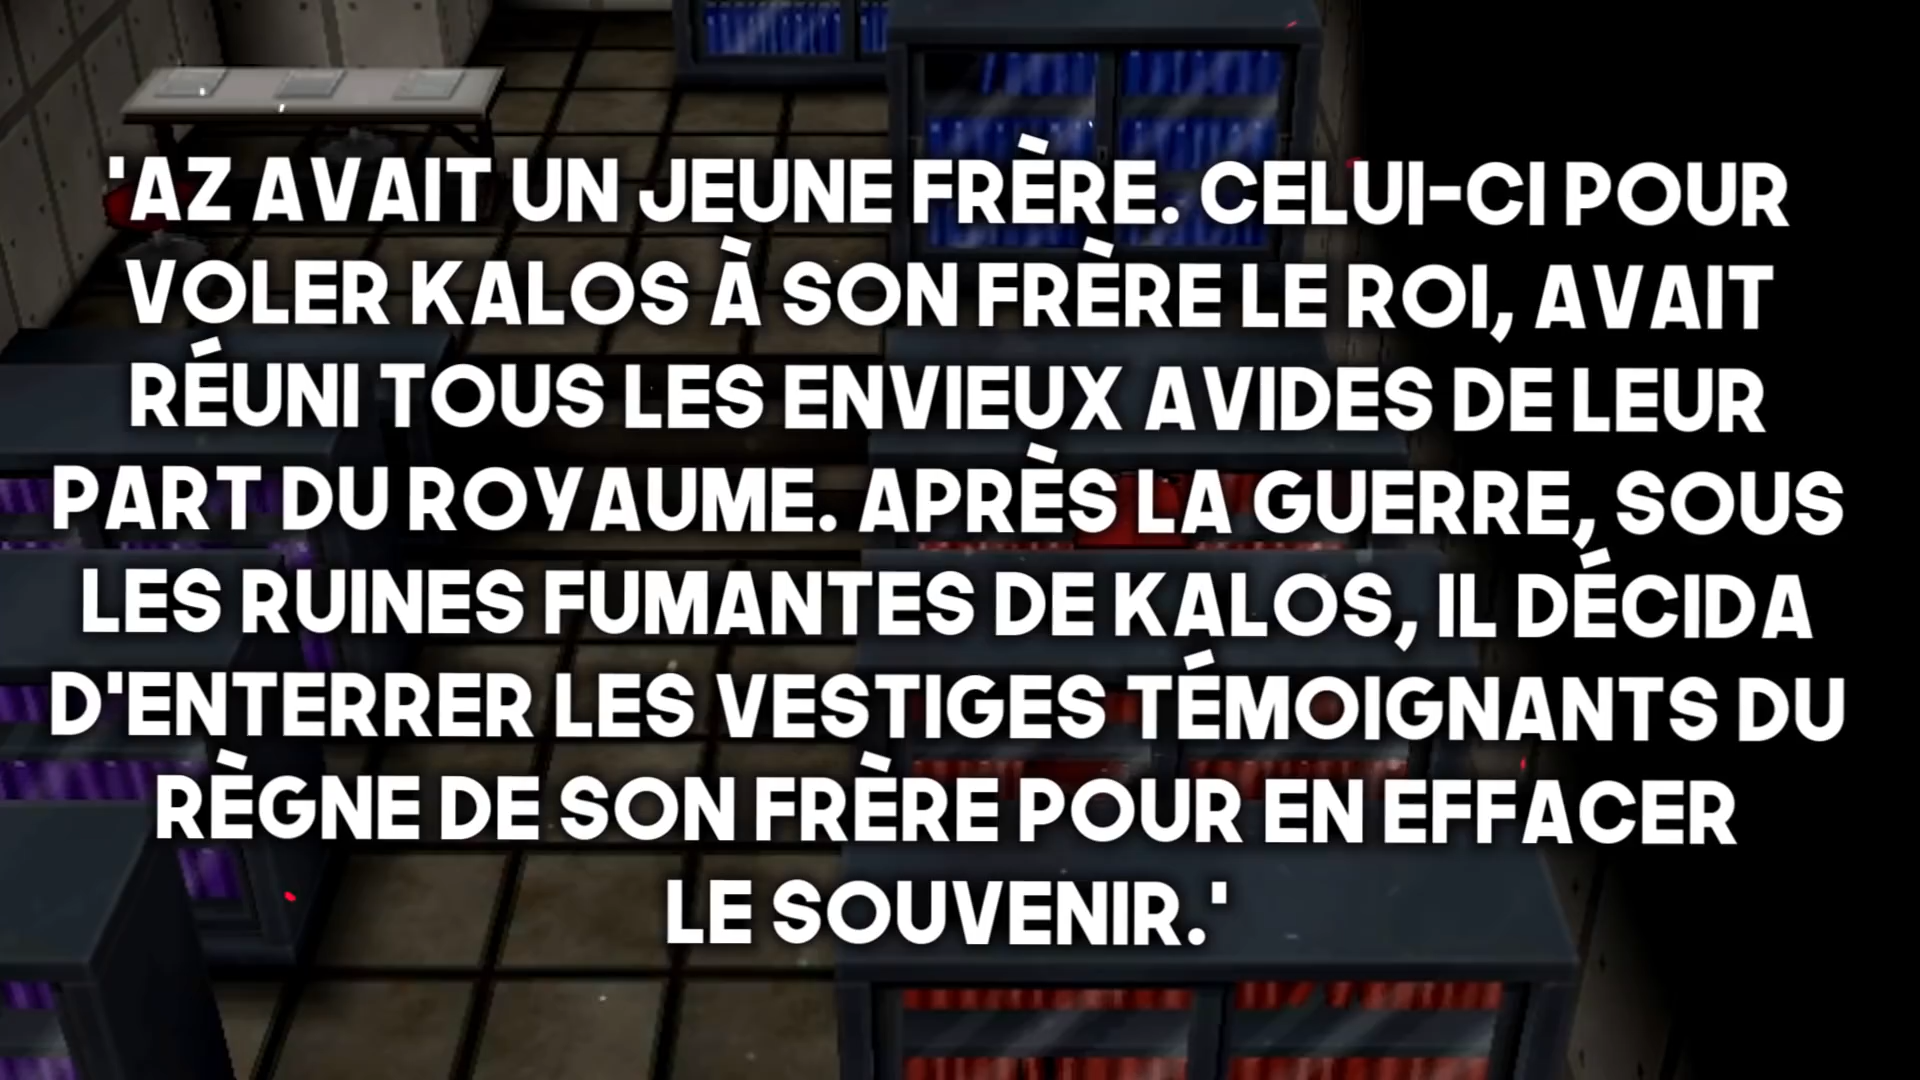 'AZ AVAIT UN JEUNE FRÈRE. CELUI-CI POUR
VOLER KALOS À SON FRÈRE LE ROI, AVAIT
RÉUNI TOUS LES ENVIEUX AVIDES DE LEUR
PART DU ROYAUME. APRÈS LA GUERRE, SOUS
LES RUINES FUMANTES DE KALOS, IL DÉCIDA
D'ENTERRER LES VESTIGES TÉMOIGNANTS DU
RÈGNE DE SON FRÈRE POUR EN EFFACER
LE SOUVENIR.'